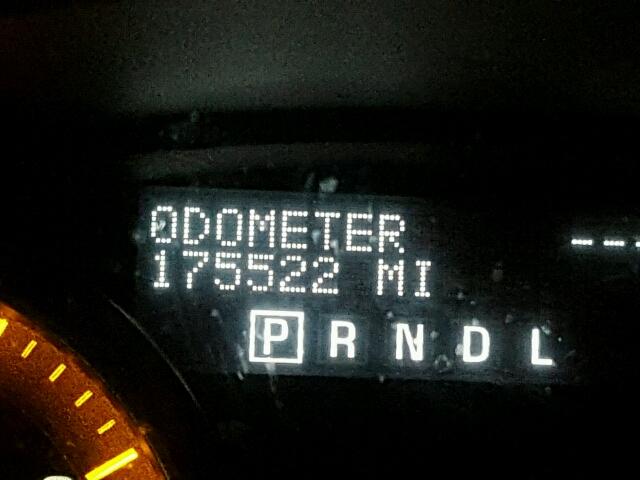 ODOMETER
175522 MI
P R N D L
---